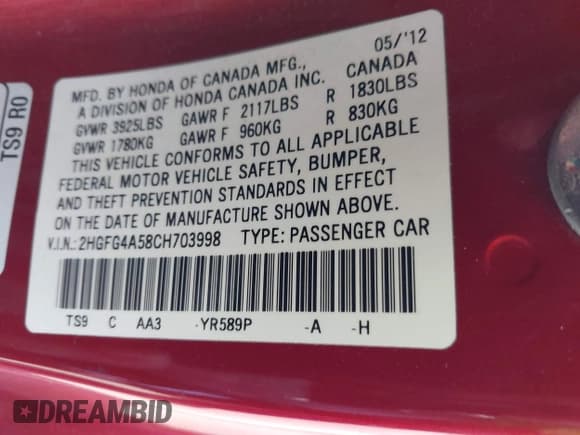 05/'12
MFD. BY HONDA OF CANADA MFG.,
A DIVISION OF HONDA CANADA INC. CANADA
GVWR 3925LBS GAWR F 2117LBS R 1830LBS
GVWR 1780KG GAWR F 960KG R 830KG
THIS VEHICLE CONFORMS TO ALL APPLICABLE
FEDERAL MOTOR VEHICLE SAFETY, BUMPER,
AND THEFT PREVENTION STANDARDS IN EFFECT
ON THE DATE OF MANUFACTURE SHOWN ABOVE.
V.I.N.: 2HGFG4A58CH703998 TYPE: PASSENGER CAR
TS9 C AA3 -YR589P -A -H
TS9 R0
DREAMBID